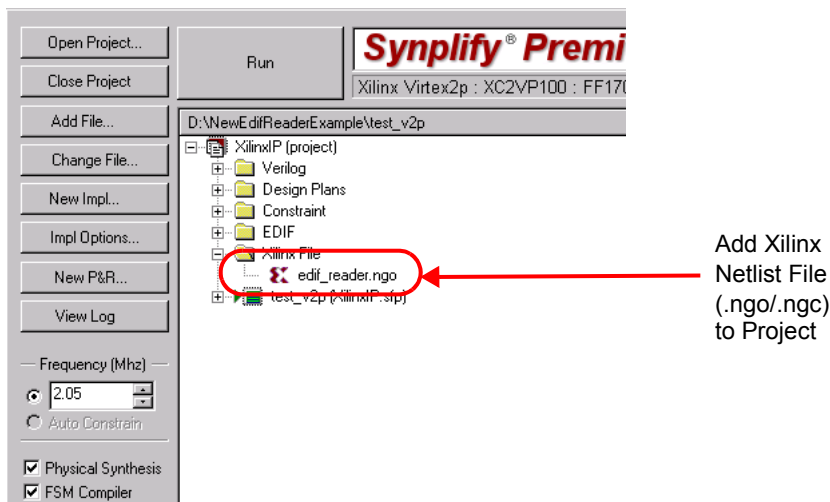 Open Project...
Close Project
Add File...
Change File...
New Impl...
Impl Options...
New P&R...
View Log
Frequency (Mhz)
2.05
Auto Constrain
Physical Synthesis
FSM Compiler
Run
Synplify® Premi
Xilinx Virtex2p : XC2VP100 : FF170
D:\NewEdifReaderExample\test_v2p
XilinxIP (project)
Verilog
Design Plans
Constraint
EDIF
Xilinx File
edif_reader.ngo
test_v2p (XilinxIP.sfp)
Add Xilinx
Netlist File
(.ngo/.ngc)
to Project